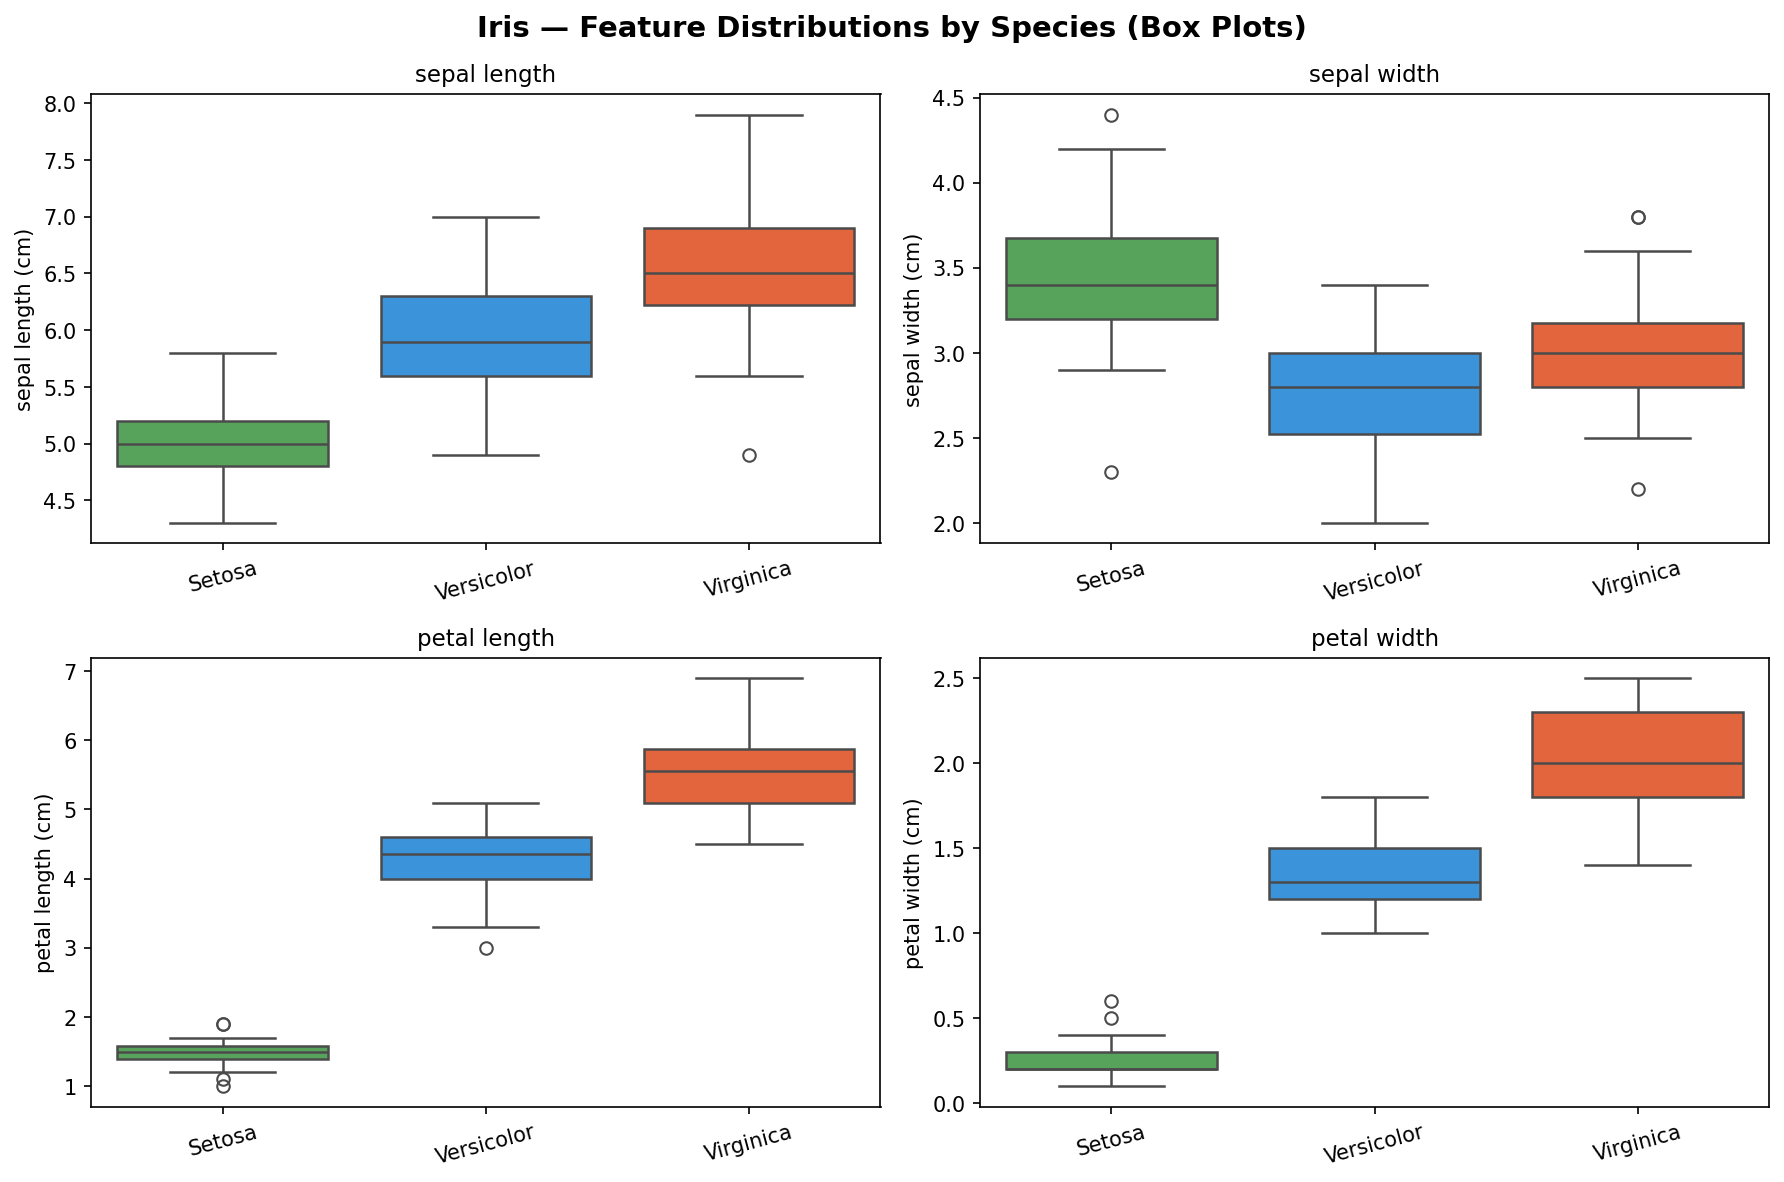 Iris — Feature Distributions by Species (Box Plots)
sepal length
sepal length (cm)
8.0
7.5
7.0
6.5
6.0
5.5
5.0
4.5
Setosa
Versicolor
Virginica
sepal width
sepal width (cm)
4.5
4.0
3.5
3.0
2.5
2.0
Setosa
Versicolor
Virginica
petal length
petal length (cm)
7
6
5
4
3
2
1
Setosa
Versicolor
Virginica
petal width
petal width (cm)
2.5
2.0
1.5
1.0
0.5
0.0
Setosa
Versicolor
Virginica